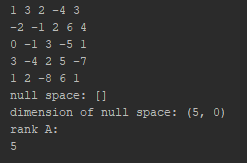 1 3 2 -4 3
-2 -1 2 6 4
0 -1 3 -5 1
3 -4 2 5 -7
1 2 -8 6 1
null space: []
dimension of null space: (5, 0)
rank A:
5